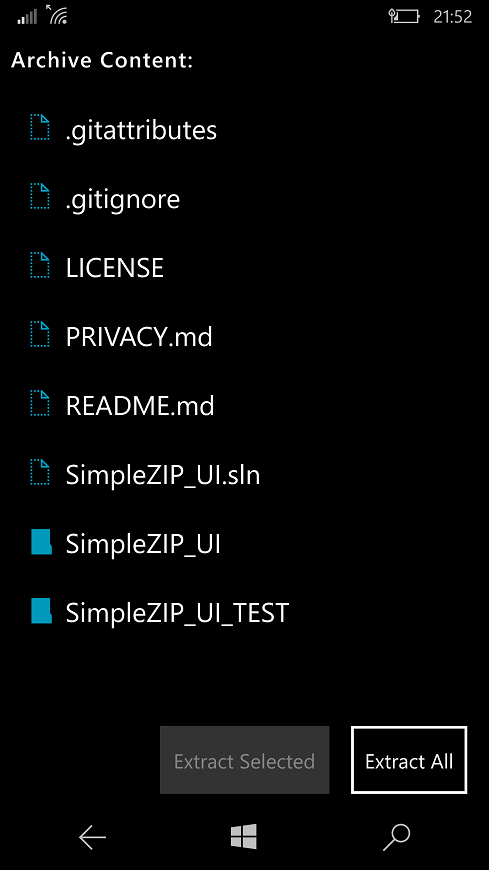 21:52
Archive Content:
.gitattributes
.gitignore
LICENSE
PRIVACY.md
README.md
SimpleZIP_UI.sln
SimpleZIP_UI
SimpleZIP_UI_TEST
Extract Selected
Extract All